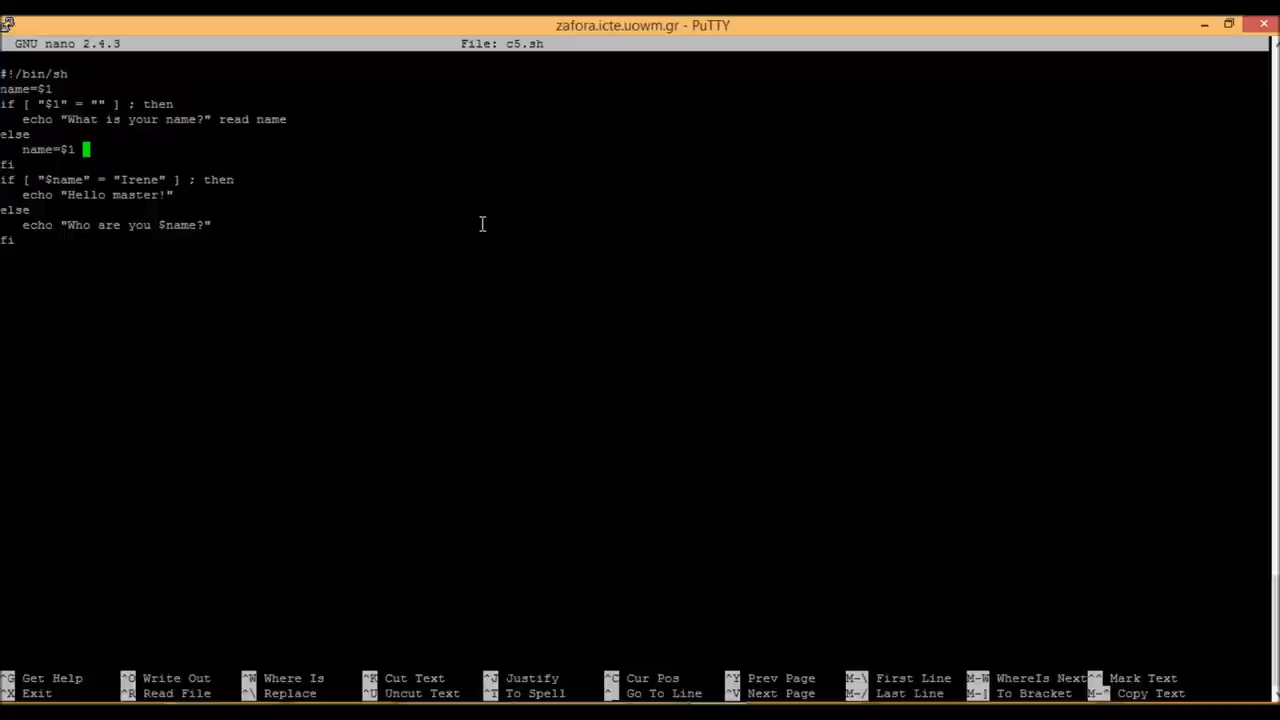 zafora.icte.uowm.gr - PuTTY
GNU nano 2.4.3 File: c5.sh
#!/bin/sh
name=$1
if [ "$1" = "" ] ; then
echo "What is your name?" read name
else
name=$1
fi
if [ "$name" = "Irene" ] ; then
echo "Hello master!"
else
echo "Who are you $name?"
fi
^G Get Help ^O Write Out ^W Where Is ^K Cut Text ^J Justify ^C Cur Pos ^Y Prev Page M-\ First Line M-W WhereIs Next ^^ Mark Text
^X Exit ^R Read File ^\ Replace ^U Uncut Text ^T To Spell ^_ Go To Line ^V Next Page M-/ Last Line M-] To Bracket M-^ Copy Text